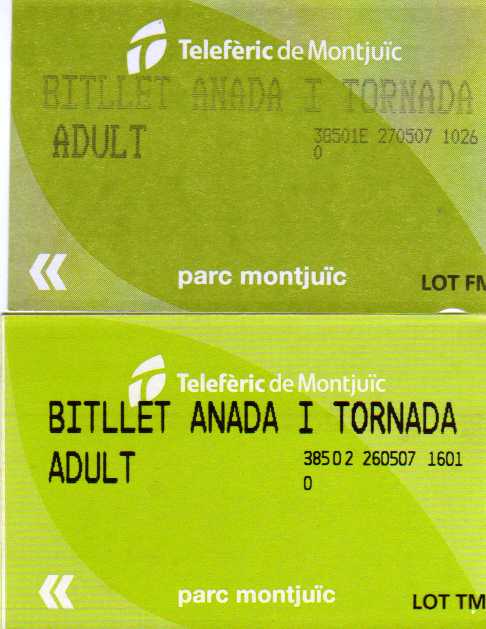 Telefèric de Montjuïc
BITLLET ANADA I TORNADA
ADULT 38501E 270507 1026
0
parc montjuïc LOT FM
Telefèric de Montjuïc
BITLLET ANADA I TORNADA
ADULT 38502 260507 1601
0
parc montjuïc LOT TM